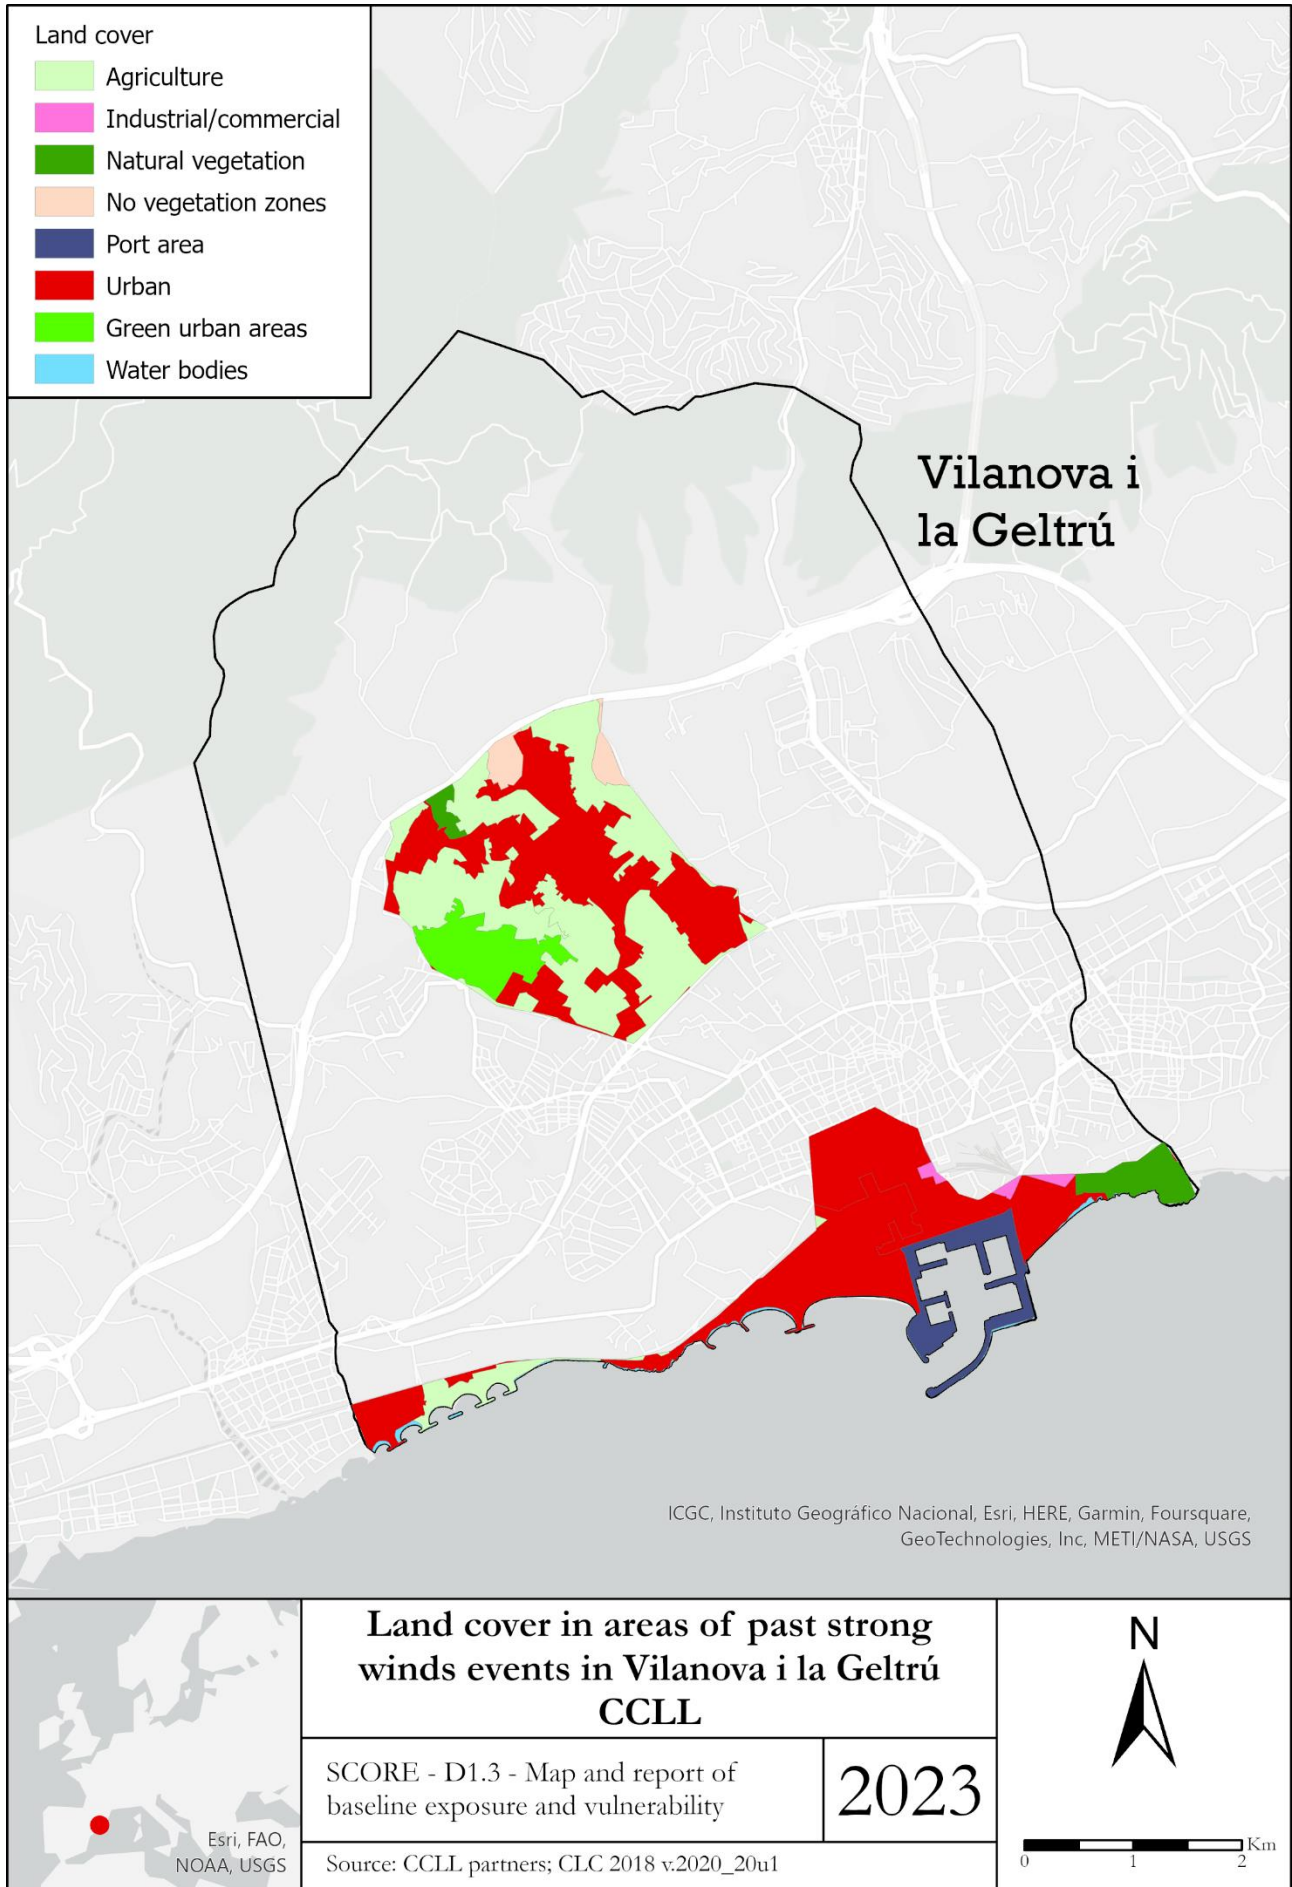 Land cover
Agriculture
Industrial/commercial
Natural vegetation
No vegetation zones
Port area
Urban
Green urban areas
Water bodies
Vilanova i
la Geltrú
ICGC, Instituto Geográfico Nacional, Esri, HERE, Garmin, Foursquare,
GeoTechnologies, Inc, METI/NASA, USGS
Esri, FAO,
NOAA, USGS
Land cover in areas of past strong
winds events in Vilanova i la Geltrú
CCLL
SCORE - D1.3 - Map and report of
baseline exposure and vulnerability
2023
Source: CCLL partners; CLC 2018 v.2020_20u1
N
Km
0 1 2